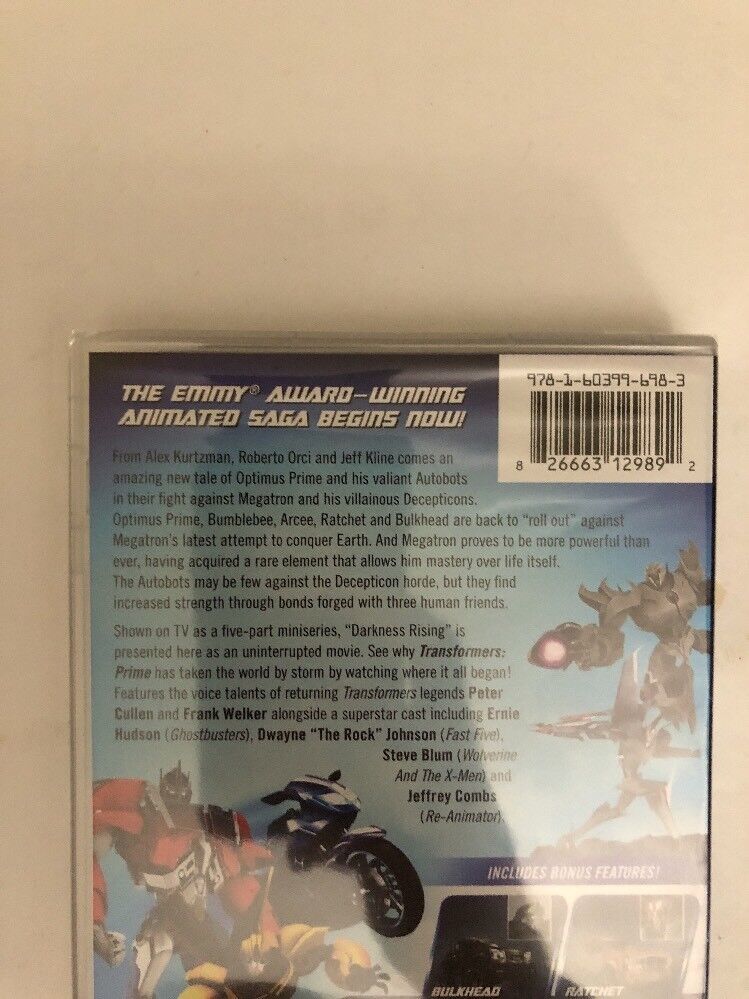 THE EMMY® AWARD-WINNING
ANIMATED SAGA BEGINS NOW!
978-1-60399-698-3
8 26663 12989 2
From Alex Kurtzman, Roberto Orci and Jeff Kline comes an
amazing new tale of Optimus Prime and his valiant Autobots
in their fight against Megatron and his villainous Decepticons.
Optimus Prime, Bumblebee, Arcee, Ratchet and Bulkhead are back to “roll out” against
Megatron's latest attempt to conquer Earth. And Megatron proves to be more powerful than
ever, having acquired a rare element that allows him mastery over life itself.
The Autobots may be few against the Decepticon horde, but they find
increased strength through bonds forged with three human friends.
Shown on TV as a five-part miniseries, “Darkness Rising” is
presented here as an uninterrupted movie. See why Transformers:
Prime has taken the world by storm by watching where it all began!
Features the voice talents of returning Transformers legends Peter
Cullen and Frank Welker alongside a superstar cast including Ernie
Hudson (Ghostbusters), Dwayne “The Rock” Johnson (Fast Five),
Steve Blum (Wolverine
And The X-Men) and
Jeffrey Combs
(Re-Animator).
INCLUDES BONUS FEATURES!
BULKHEAD
RATCHET